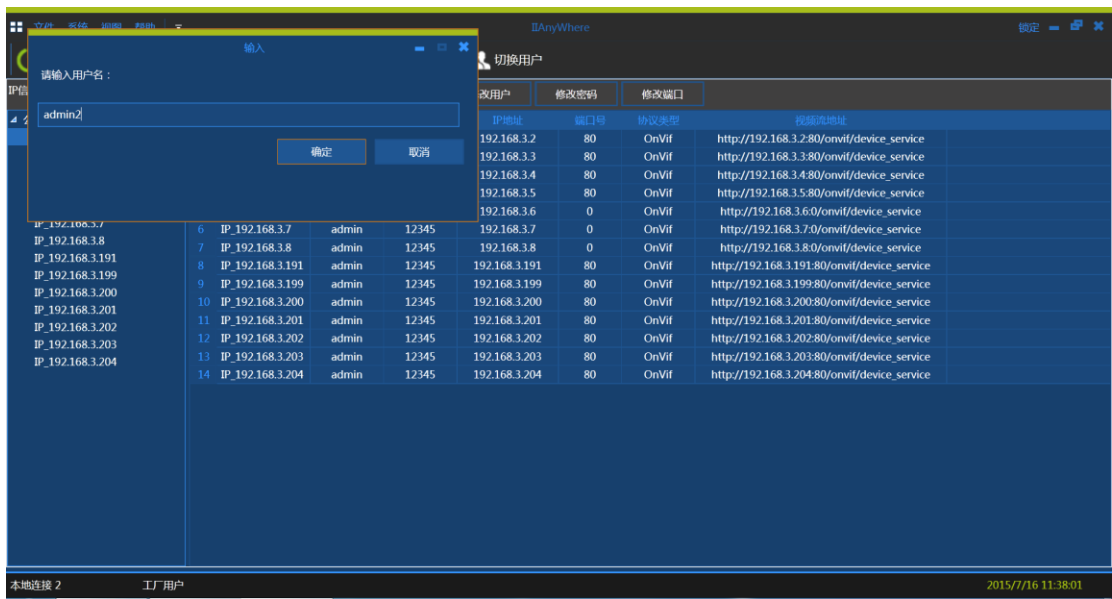 文件 系统 视图 帮助 IIAnyWhere 锁定
输入
切换用户
请输入用户名：
admin2
确定 取消
IP信 改用户 修改密码 修改端口
IP地址 端口号 协议类型 视频流地址
192.168.3.2 80 OnVif http://192.168.3.2:80/onvif/device_service
192.168.3.3 80 OnVif http://192.168.3.3:80/onvif/device_service
192.168.3.4 80 OnVif http://192.168.3.4:80/onvif/device_service
192.168.3.5 80 OnVif http://192.168.3.5:80/onvif/device_service
192.168.3.6 0 OnVif http://192.168.3.6:0/onvif/device_service
IP_192.168.3.7
IP_192.168.3.8
IP_192.168.3.191
IP_192.168.3.199
IP_192.168.3.200
IP_192.168.3.201
IP_192.168.3.202
IP_192.168.3.203
IP_192.168.3.204
6 IP_192.168.3.7 admin 12345 192.168.3.7 0 OnVif http://192.168.3.7:0/onvif/device_service
7 IP_192.168.3.8 admin 12345 192.168.3.8 0 OnVif http://192.168.3.8:0/onvif/device_service
8 IP_192.168.3.191 admin 12345 192.168.3.191 80 OnVif http://192.168.3.191:80/onvif/device_service
9 IP_192.168.3.199 admin 12345 192.168.3.199 80 OnVif http://192.168.3.199:80/onvif/device_service
10 IP_192.168.3.200 admin 12345 192.168.3.200 80 OnVif http://192.168.3.200:80/onvif/device_service
11 IP_192.168.3.201 admin 12345 192.168.3.201 80 OnVif http://192.168.3.201:80/onvif/device_service
12 IP_192.168.3.202 admin 12345 192.168.3.202 80 OnVif http://192.168.3.202:80/onvif/device_service
13 IP_192.168.3.203 admin 12345 192.168.3.203 80 OnVif http://192.168.3.203:80/onvif/device_service
14 IP_192.168.3.204 admin 12345 192.168.3.204 80 OnVif http://192.168.3.204:80/onvif/device_service
本地连接 2 工厂用户 2015/7/16 11:38:01